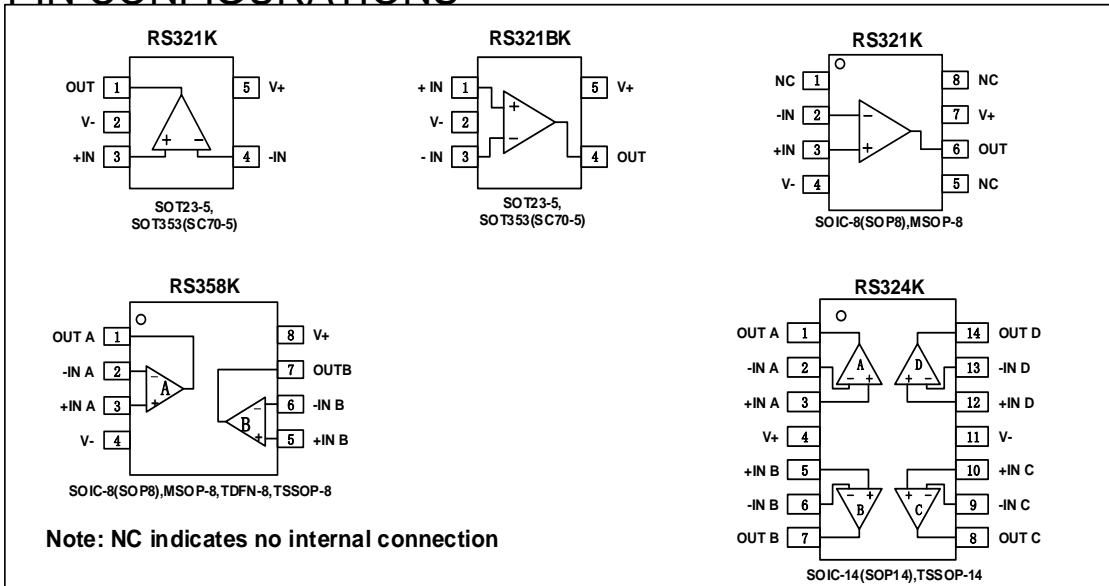 PIN CONFIGURATIONS
RS321K
OUT 1
V- 2
+IN 3
5 V+
4 -IN
+ −
SOT23-5,
SOT353(SC70-5)
RS321BK
+ IN 1
V- 2
- IN 3
5 V+
4 OUT
+
−
SOT23-5,
SOT353(SC70-5)
RS321K
NC 1
-IN 2
+IN 3
V- 4
8 NC
7 V+
6 OUT
5 NC
−
+
SOIC-8(SOP8),MSOP-8
RS358K
OUT A 1
-IN A 2
+IN A 3
V- 4
8 V+
7 OUTB
6 -IN B
5 +IN B
− A +
− B +
SOIC-8(SOP8),MSOP-8,TDFN-8,TSSOP-8
RS324K
OUT A 1
-IN A 2
+IN A 3
V+ 4
+IN B 5
-IN B 6
OUT B 7
14 OUT D
13 -IN D
12 +IN D
11 V-
10 +IN C
9 -IN C
8 OUT C
A D
− + + −
− + + −
B C
SOIC-14(SOP14),TSSOP-14
Note: NC indicates no internal connection